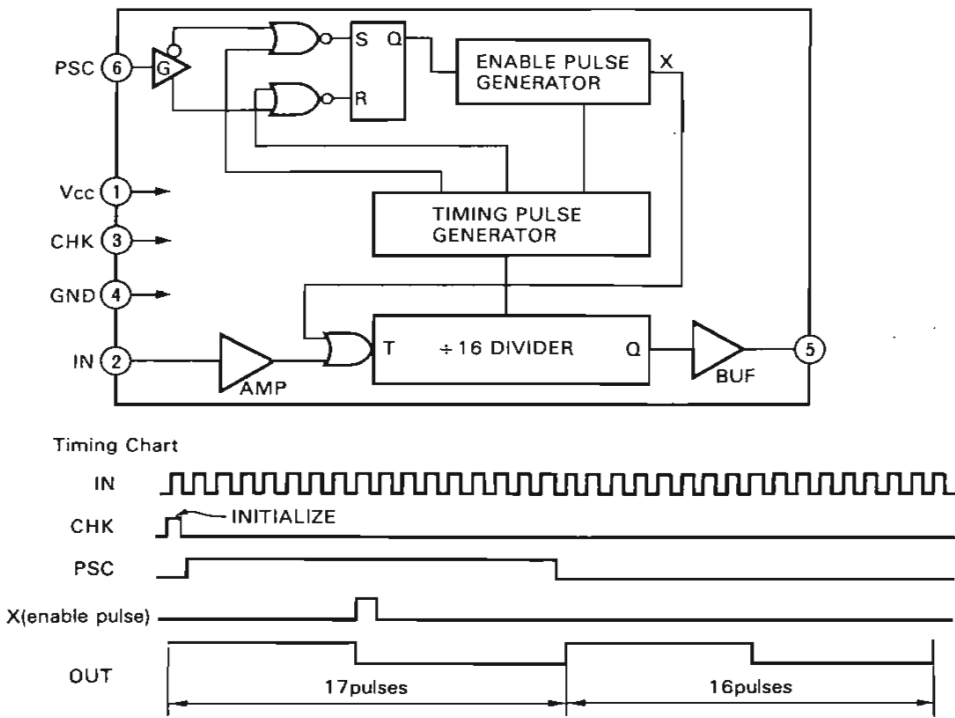 PSC 6 G S Q R
ENABLE PULSE
GENERATOR
X
Vcc 1
CHK 3
GND 4
TIMING PULSE
GENERATOR
IN 2
AMP
T ÷16 DIVIDER Q
BUF
5
Timing Chart
IN
CHK
INITIALIZE
PSC
X(enable pulse)
OUT
17pulses
16pulses